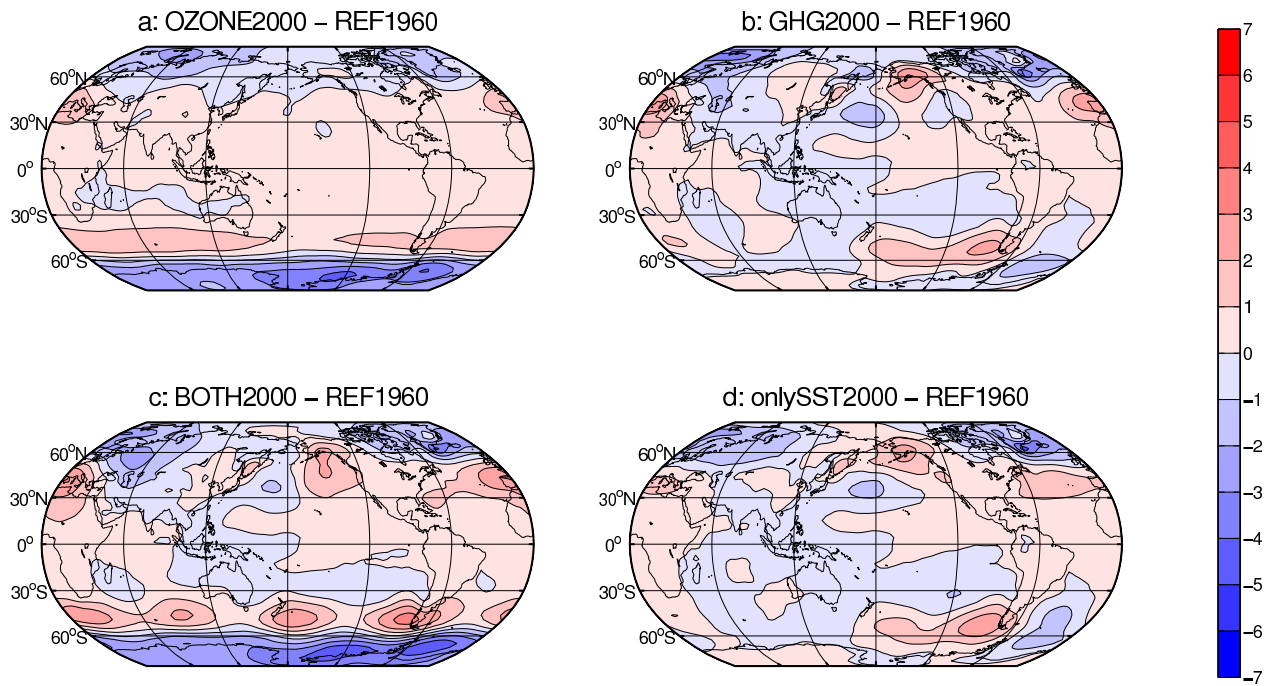 a: OZONE2000 − REF1960
b: GHG2000 − REF1960
60°N
30°N
0°
30°S
60°S
60°N
30°N
0°
30°S
60°S
c: BOTH2000 − REF1960
d: onlySST2000 − REF1960
60°N
30°N
0°
30°S
60°S
60°N
30°N
0°
30°S
60°S
7
6
5
4
3
2
1
0
−1
−2
−3
−4
−5
−6
−7